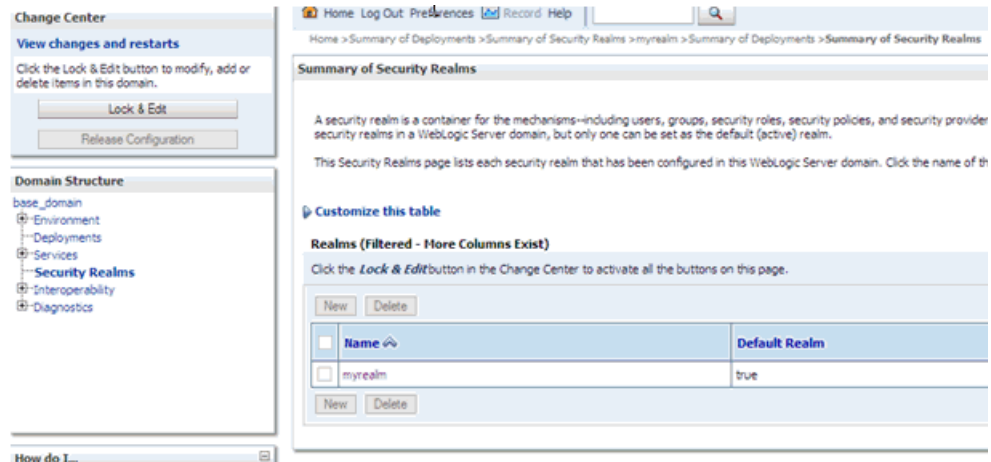 Change Center
View changes and restarts
Click the Lock & Edit button to modify, add or
delete items in this domain.
Lock & Edit
Release Configuration
Domain Structure
base_domain
Environment
Deployments
Services
Security Realms
Interoperability
Diagnostics
How do I...
Home Log Out Preferences Record Help
Home >Summary of Deployments >Summary of Security Realms >myrealm >Summary of Deployments >Summary of Security Realms
Summary of Security Realms
A security realm is a container for the mechanisms--including users, groups, security roles, security policies, and security provider
security realms in a WebLogic Server domain, but only one can be set as the default (active) realm.
This Security Realms page lists each security realm that has been configured in this WebLogic Server domain. Click the name of th
Customize this table
Realms (Filtered - More Columns Exist)
Click the Lock & Edit button in the Change Center to activate all the buttons on this page.
New Delete
Name Default Realm
myrealm true
New Delete